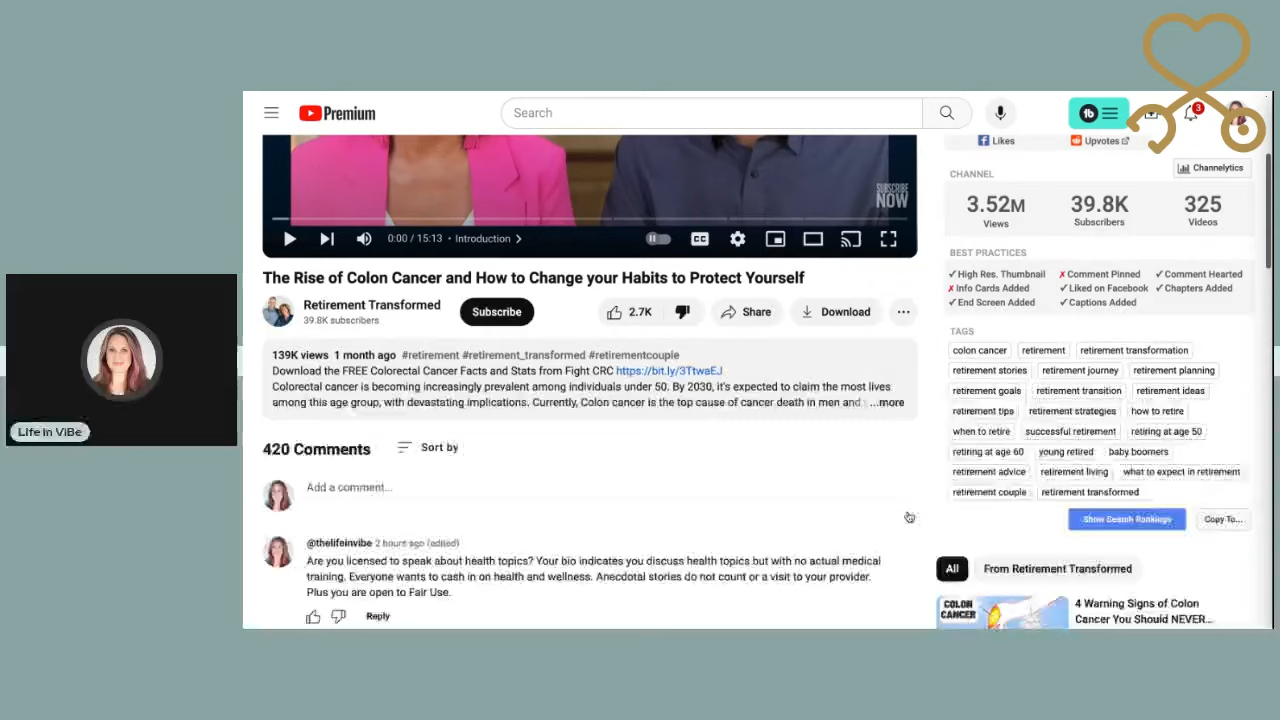 Premium
Search
3
SUBSCRIBE
NOW
0:00 / 15:13 • Introduction
CC
The Rise of Colon Cancer and How to Change your Habits to Protect Yourself
Retirement Transformed
39.8K subscribers
Subscribe
2.7K
Share
Download
139K views 1 month ago #retirement #retirement_transformed #retirementcouple
Download the FREE Colorectal Cancer Facts and Stats from Fight CRC https://bit.ly/3TtwaEJ
Colorectal cancer is becoming increasingly prevalent among individuals under 50. By 2030, it's expected to claim the most lives
among this age group, with devastating implications. Currently, Colon cancer is the top cause of cancer death in men and s ...more
420 Comments
Sort by
Add a comment...
@thelifeinvibe 2 hours ago (edited)
Are you licensed to speak about health topics? Your bio indicates you discuss health topics but with no actual medical
training. Everyone wants to cash in on health and wellness. Anecdotal stories do not count or a visit to your provider.
Plus you are open to Fair Use.
Reply
Life in ViBe
Likes
Upvotes
CHANNEL
Channelytics
3.52M 39.8K 325
Views Subscribers Videos
BEST PRACTICES
✓ High Res. Thumbnail ✗ Comment Pinned ✓ Comment Hearted
✗ Info Cards Added ✓ Liked on Facebook ✓ Chapters Added
✓ End Screen Added ✓ Captions Added
TAGS
colon cancer retirement retirement transformation
retirement stories retirement journey retirement planning
retirement goals retirement transition retirement ideas
retirement tips retirement strategies how to retire
when to retire successful retirement retiring at age 50
retiring at age 60 young retired baby boomers
retirement advice retirement living what to expect in retirement
retirement couple retirement transformed
Show Search Rankings Copy To...
All From Retirement Transformed
COLON
CANCER
4 Warning Signs of Colon
Cancer You Should NEVER...